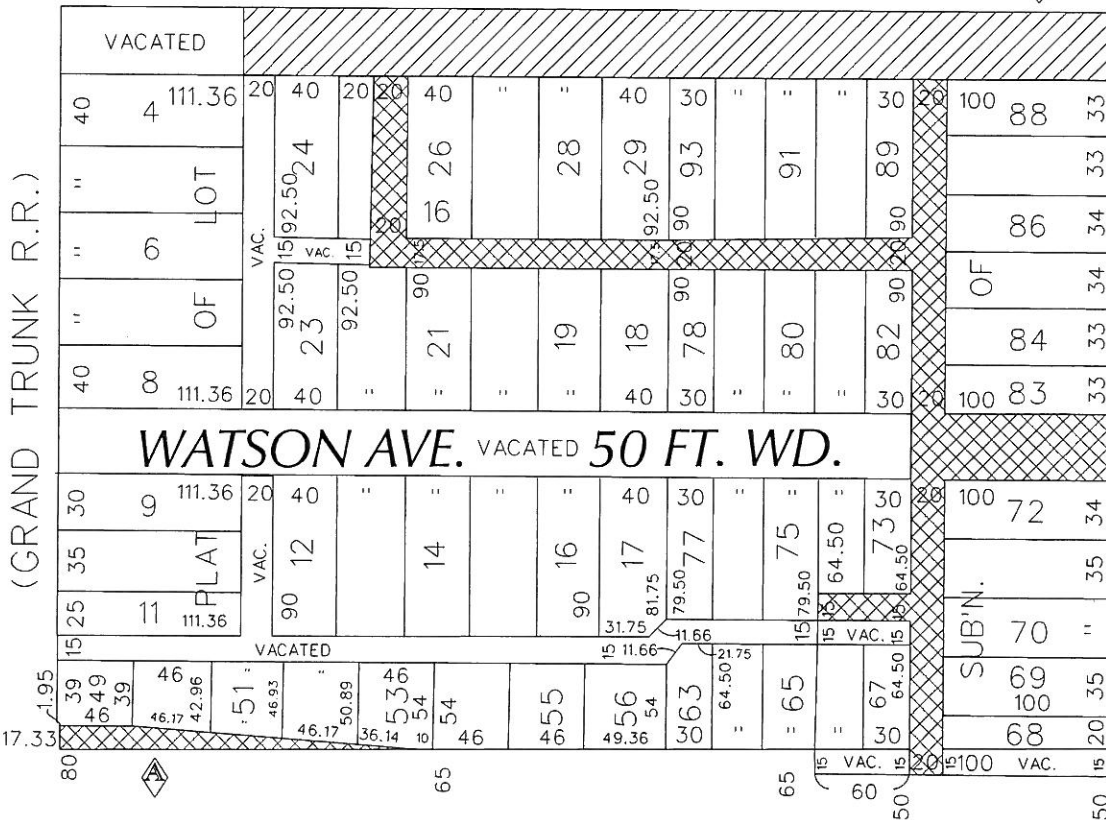 VACATED
20 40 20 20 40 " " 40 30 " " " 30 20 100 88 33
40 4 111.36
24 26 28 29 93 91 89
33
LOT
92.50 16 92.50 90 90 86 34
" 6 VAC. 20
15 VAC. 15 17.5 17.5 20 20
(GRAND TRUNK R.R.)
OF
92.50 92.50 90 90 90 OF 34
" 23 21 19 18 78 80 82 84 33
40 8 111.36 20 40 " " " " 40 30 " " " 30 20 100 83 33
WATSON AVE. VACATED 50 FT. WD.
30 9 111.36 20 40 " " " " 40 30 " " " 30 20 100 72 34
35 PLAT VAC. 12 14 16 17 77 75 64.50 73 64.50 35
25 11 111.36 90 90 81.75 79.50 79.50 15 15
31.75 11.66 15 15 VAC. 15 SUB'N. 70 "
15 VACATED 15 11.66 21.75
1.95 39 49 39 46 " " 46 54 64.50 64.50 69 35
46 42.96 51 46.93 50.89 53 54 55 56 54 63 65 67 100
17.33 46.17 46.17 36.14 10 46 46 49.36 30 " " 30 68 20
80 A 65 65 15 VAC. 15 20 15 100 VAC. 15
60 50 50